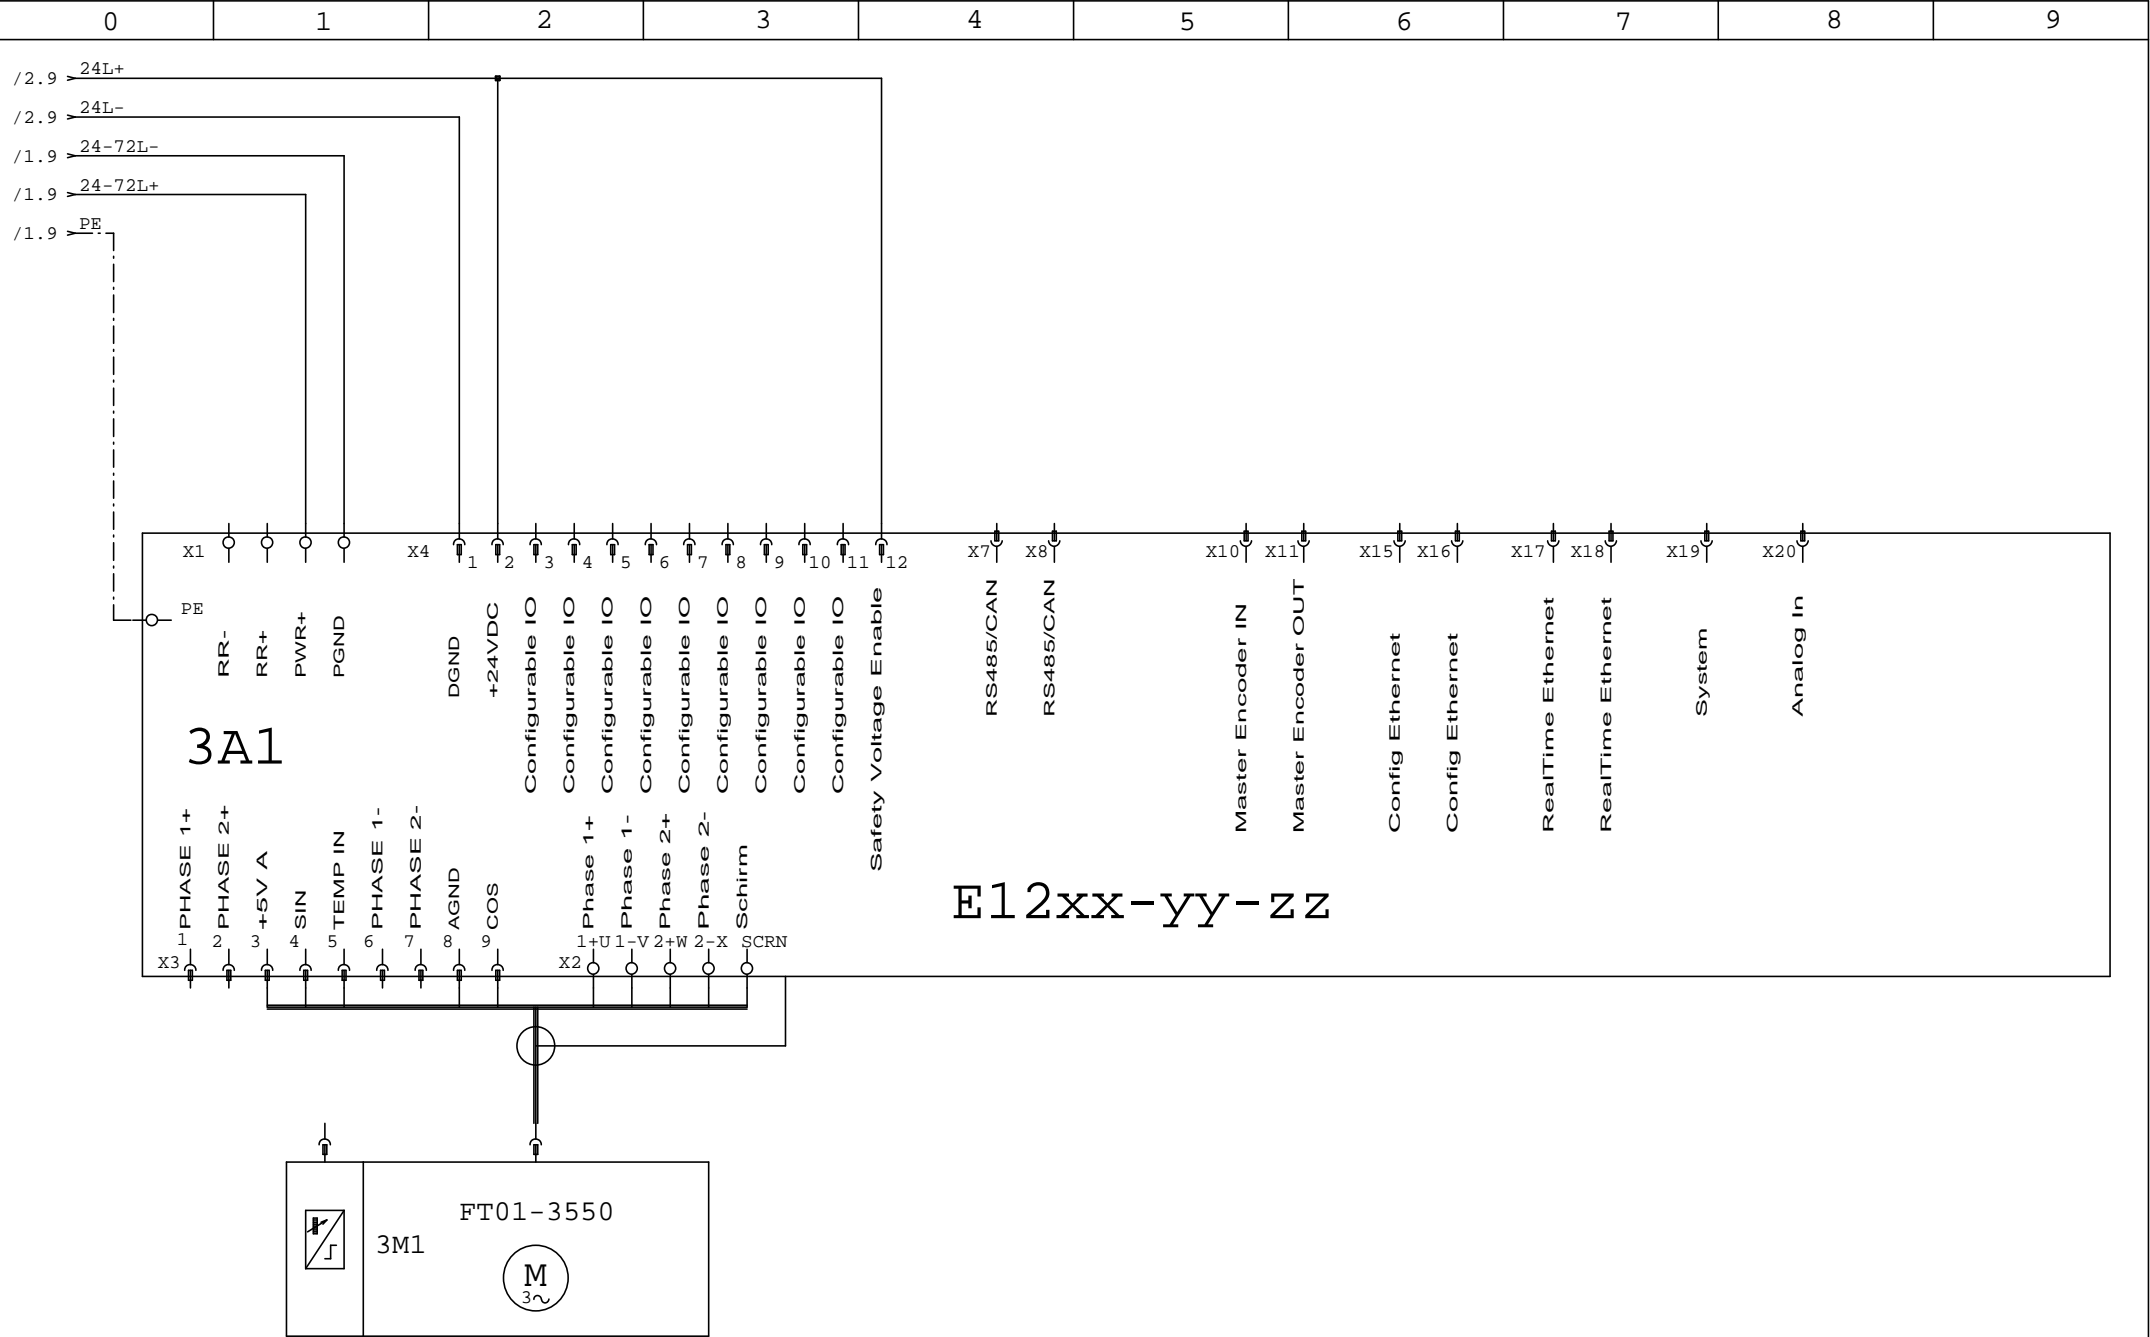 0 1 2 3 4 5 6 7 8 9
/2.9 24L+
/2.9 24L-
/1.9 24-72L-
/1.9 24-72L+
/1.9 PE
X1 X4 1 2 3 4 5 6 7 8 9 10 11 12 X7 X8 X10 X11 X15 X16 X17 X18 X19 X20
PE
RR-
RR+
PWR+
PGND
DGND
+24VDC
Configurable IO
Configurable IO
Configurable IO
Configurable IO
Configurable IO
Configurable IO
Configurable IO
Configurable IO
Configurable IO
Safety Voltage Enable
RS485/CAN
RS485/CAN
Master Encoder IN
Master Encoder OUT
Config Ethernet
Config Ethernet
RealTime Ethernet
RealTime Ethernet
System
Analog In
3A1
E12xx-yy-zz
PHASE 1+
PHASE 2+
+5V A
SIN
TEMP IN
PHASE 1-
PHASE 2-
AGND
COS
Phase 1+
Phase 1-
Phase 2+
Phase 2-
Schirm
1 2 3 4 5 6 7 8 9 1+U 1-V 2+W 2-X SCRN
X3 X2
FT01-3550
3M1
M
3~